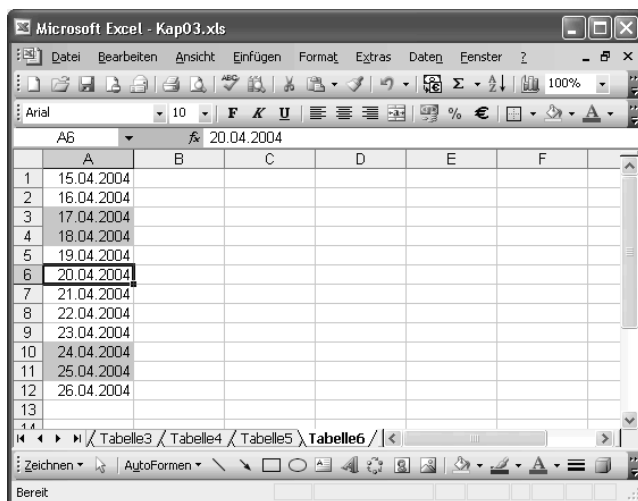 Microsoft Excel - Kap03.xls
Datei Bearbeiten Ansicht Einfügen Format Extras Daten Fenster ?
100%
Arial 10 F K U % €
A6 fx 20.04.2004
A B C D E F
1 15.04.2004
2 16.04.2004
3 17.04.2004
4 18.04.2004
5 19.04.2004
6 20.04.2004
7 21.04.2004
8 22.04.2004
9 23.04.2004
10 24.04.2004
11 25.04.2004
12 26.04.2004
13
14
Tabelle3 Tabelle4 Tabelle5 Tabelle6
Zeichnen AutoFormen
Bereit